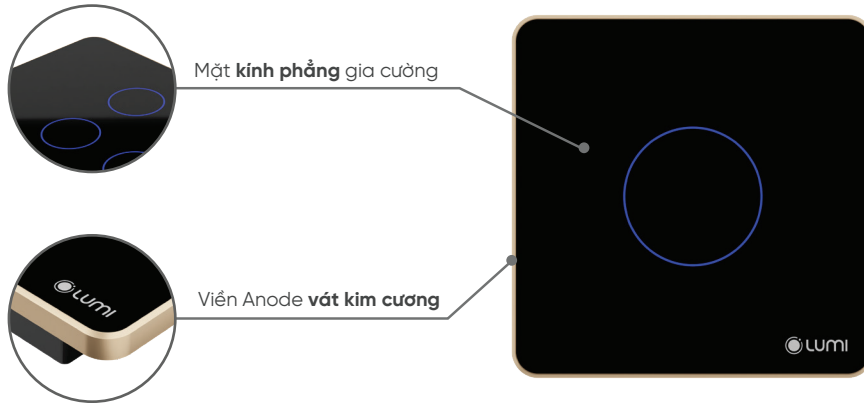 Mặt kính phẳng gia cường
LUMI
Viền Anode vát kim cương
LUMI